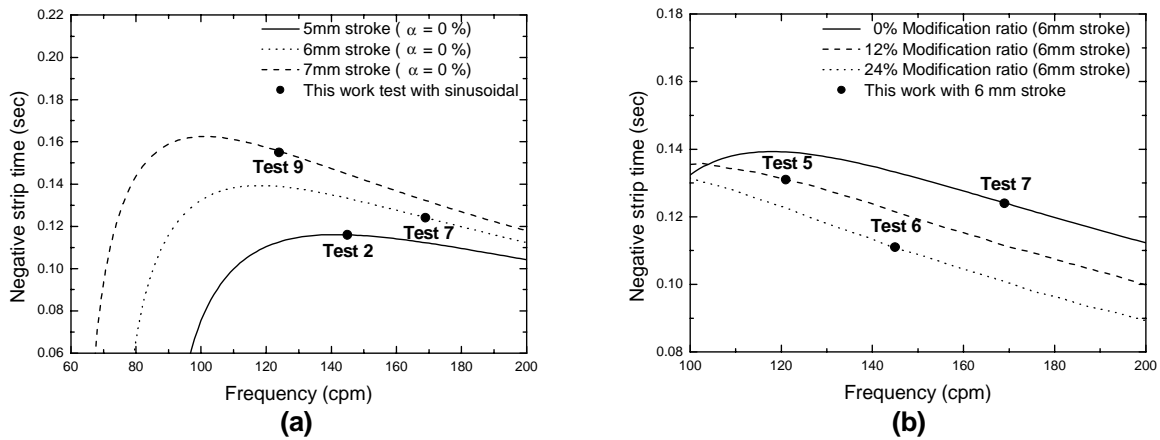 0.22
0.20
0.18
0.16
0.14
0.12
0.10
0.08
0.06
Negative strip time (sec)
5mm stroke ( α = 0 %)
6mm stroke ( α = 0 %)
7mm stroke ( α = 0 %)
This work test with sinusoidal
Test 9
Test 7
Test 2
60 80 100 120 140 160 180 200
Frequency (cpm)
(a)
0.18
0.16
0.14
0.12
0.10
0.08
Negative strip time (sec)
0% Modification ratio (6mm stroke)
12% Modification ratio (6mm stroke)
24% Modification ratio (6mm stroke)
This work with 6 mm stroke
Test 5
Test 7
Test 6
100 120 140 160 180 200
Frequency (cpm)
(b)